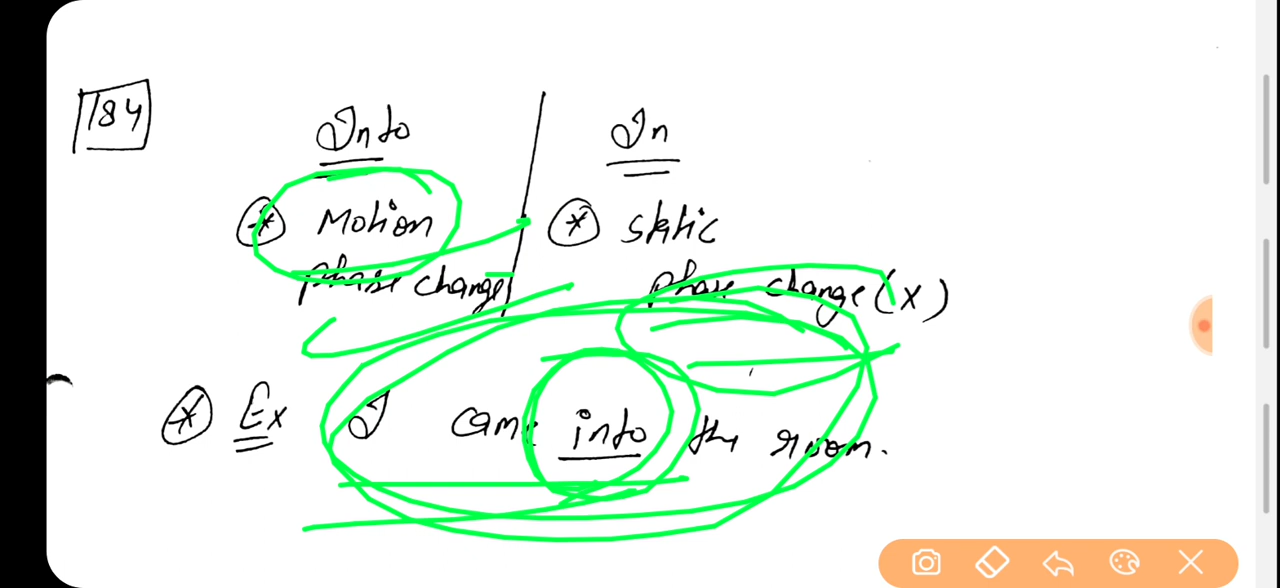 184
Into In
* Motion * static
phase change phase change (X)
* Ex I came into the room.